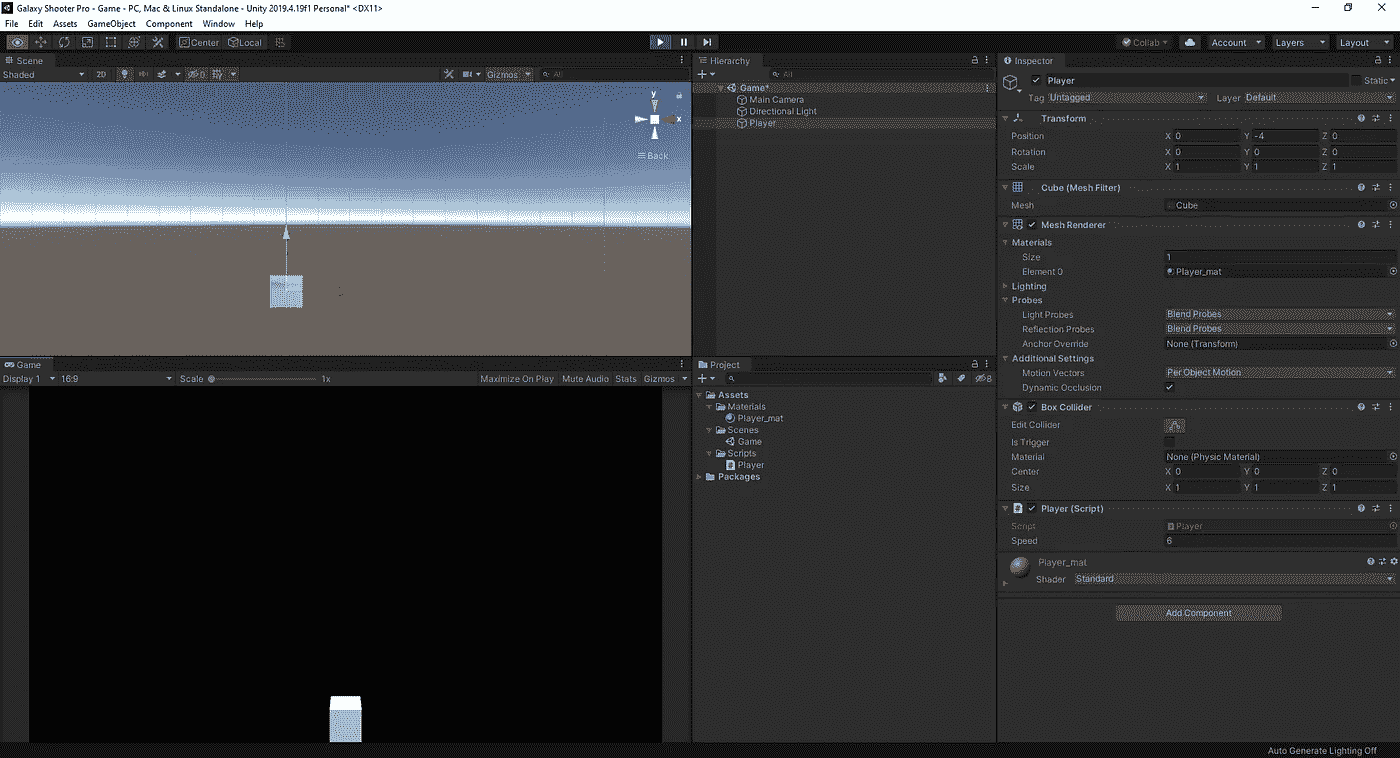 Galaxy Shooter Pro - Game - PC, Mac & Linux Standalone - Unity 2019.4.19f1 Personal* <DX11>
File Edit Assets GameObject Component Window Help
Center Local Collab Account Layers Layout
Scene
Shaded 2D 0 Gizmos All
y
x
Back
Game
Display 1 16:9 Scale 1x Maximize On Play Mute Audio Stats Gizmos
Hierarchy
All
Game*
Main Camera
Directional Light
Player
Project
8
Assets
Materials
Player_mat
Scenes
Game
Scripts
Player
Packages
Inspector
Player Static
Tag Untagged Layer Default
Transform
Position X 0 Y -4 Z 0
Rotation X 0 Y 0 Z 0
Scale X 1 Y 1 Z 1
Cube (Mesh Filter)
Mesh Cube
Mesh Renderer
Materials
Size 1
Element 0 Player_mat
Lighting
Probes
Light Probes Blend Probes
Reflection Probes Blend Probes
Anchor Override None (Transform)
Additional Settings
Motion Vectors Per Object Motion
Dynamic Occlusion
Box Collider
Edit Collider
Is Trigger
Material None (Physic Material)
Center X 0 Y 0 Z 0
Size X 1 Y 1 Z 1
Player (Script)
Script Player
Speed 6
Player_mat
Shader Standard
Add Component
Auto Generate Lighting Off